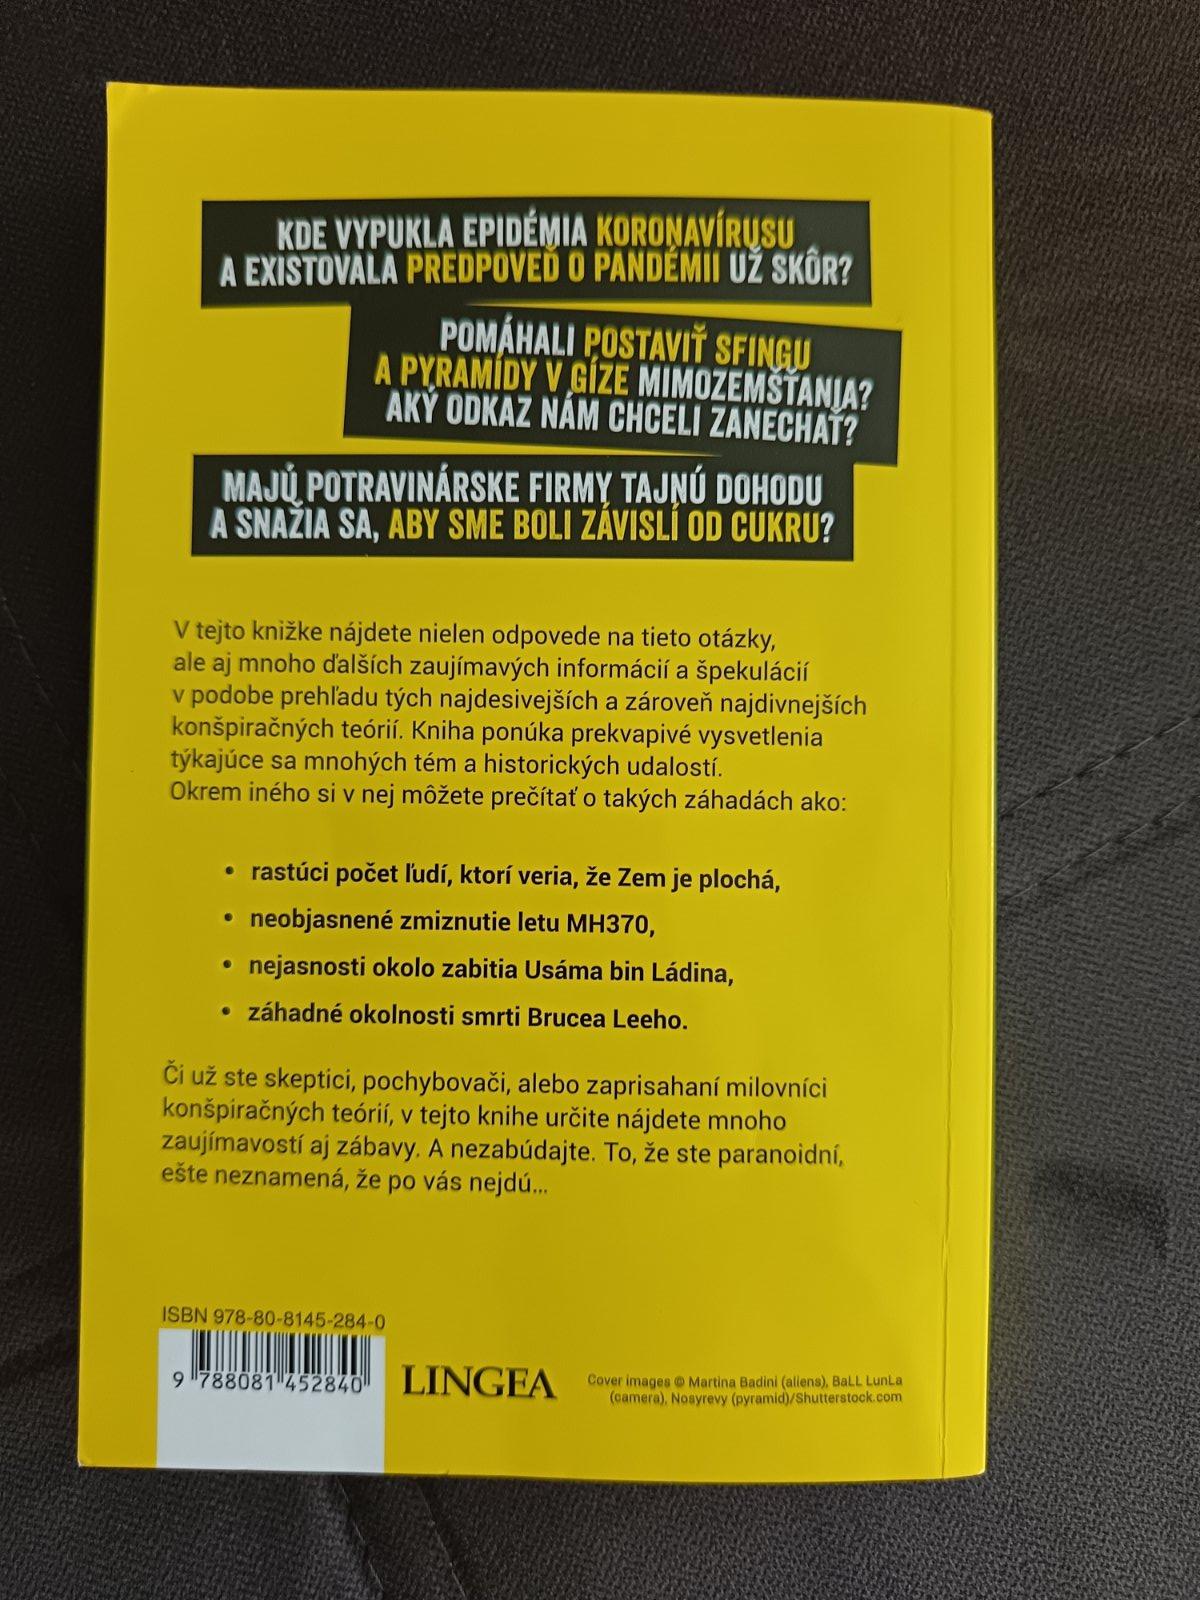 KDE VYPUKLA EPIDÉMIA KORONAVÍRUSU
A EXISTOVALA PREDPOVEĎ O PANDÉMII UŽ SKÔR?
POMÁHALI POSTAVIŤ SFINGU
A PYRAMÍDY V GÍZE MIMOZEMŠŤANIA?
AKÝ ODKAZ NÁM CHCELI ZANECHAŤ?
MAJÚ POTRAVINÁRSKE FIRMY TAJNÚ DOHODU
A SNAŽIA SA, ABY SME BOLI ZÁVISLÍ OD CUKRU?
V tejto knižke nájdete nielen odpovede na tieto otázky,
ale aj mnoho ďalších zaujímavých informácií a špekulácií
v podobe prehľadu tých najdesivejších a zároveň najdivnejších
konšpiračných teórií. Kniha ponúka prekvapivé vysvetlenia
týkajúce sa mnohých tém a historických udalostí.
Okrem iného si v nej môžete prečítať o takých záhadách ako:
• rastúci počet ľudí, ktorí veria, že Zem je plochá,
• neobjasnené zmiznutie letu MH370,
• nejasnosti okolo zabitia Usáma bin Ládina,
• záhadné okolnosti smrti Brucea Leeho.
Či už ste skeptici, pochybovači, alebo zaprisahaní milovníci
konšpiračných teórií, v tejto knihe určite nájdete mnoho
zaujímavostí aj zábavy. A nezabúdajte. To, že ste paranoidní,
ešte neznamená, že po vás nejdú...
ISBN 978-80-8145-284-0
9 788081 452840
LINGEA
Cover images © Martina Badini (aliens), BaLL LunLa
(camera), Nosyrevy (pyramid)/Shutterstock.com